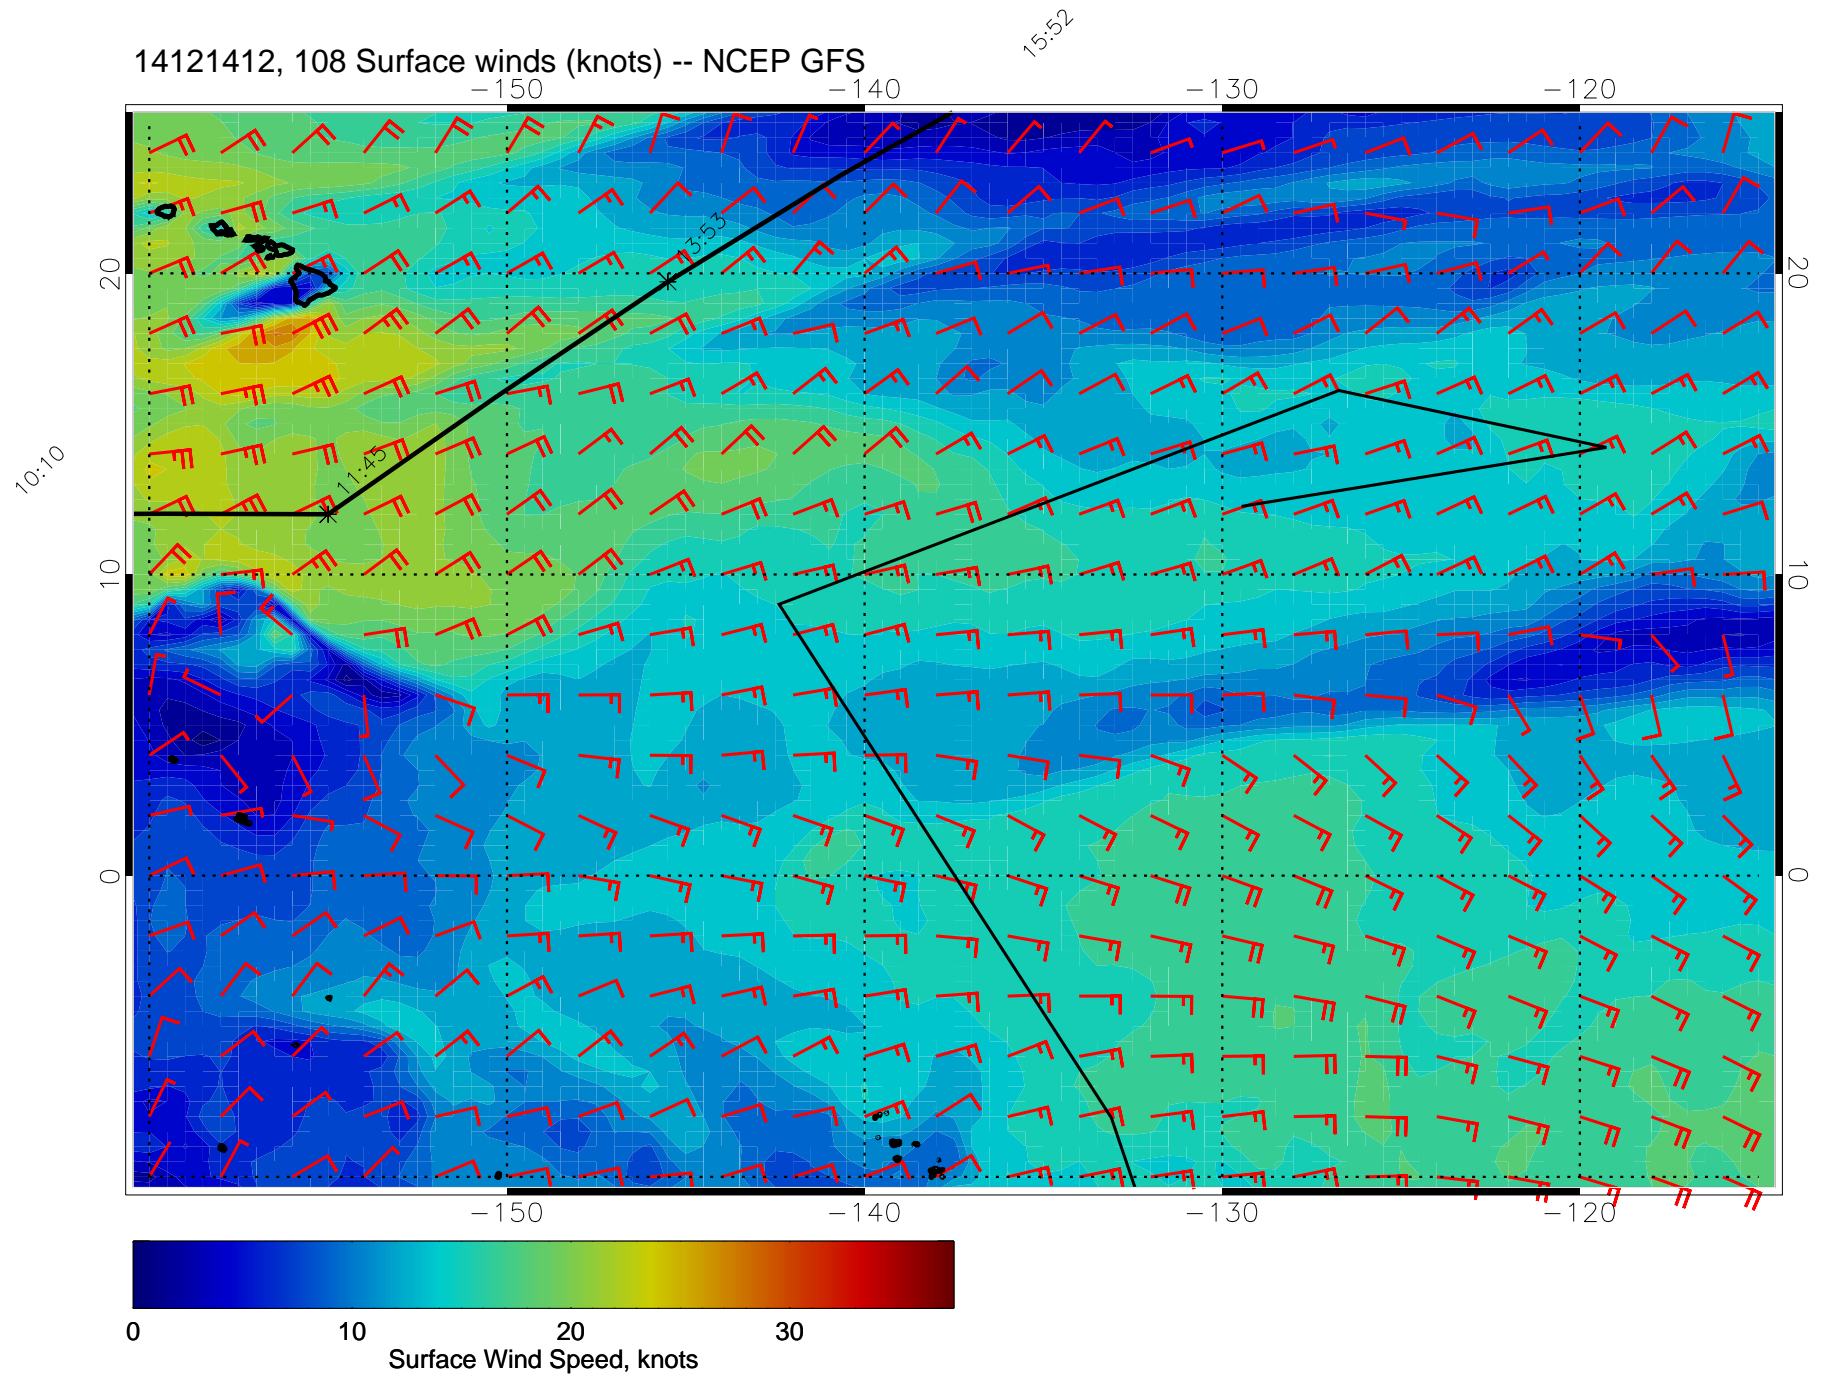 15:52
14121412, 108 Surface winds (knots) -- NCEP GFS
-150 -140 -130 -120
13:53
20 20
11:45
10:10
10 10
0 0
-150 -140 -130 -120
0 10 20 30
Surface Wind Speed, knots